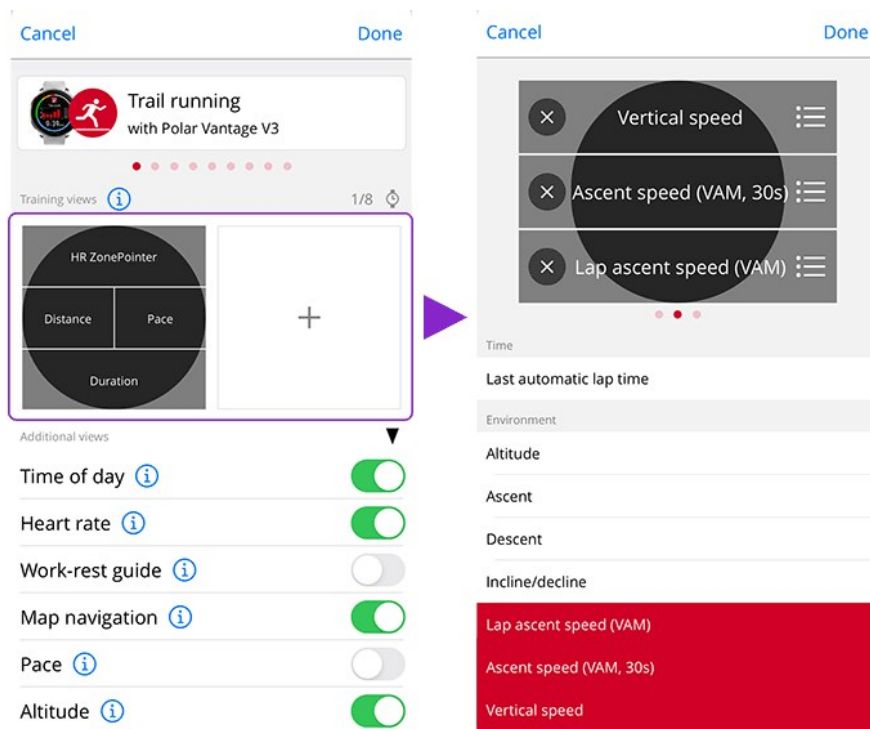 Cancel
Done
Trail running
with Polar Vantage V3
Training views
1/8
HR ZonePointer
Distance
Pace
Duration
Additional views
Time of day
Heart rate
Work-rest guide
Map navigation
Pace
Altitude
Cancel
Done
Vertical speed
Ascent speed (VAM, 30s)
Lap ascent speed (VAM)
Time
Last automatic lap time
Environment
Altitude
Ascent
Descent
Incline/decline
Lap ascent speed (VAM)
Ascent speed (VAM, 30s)
Vertical speed